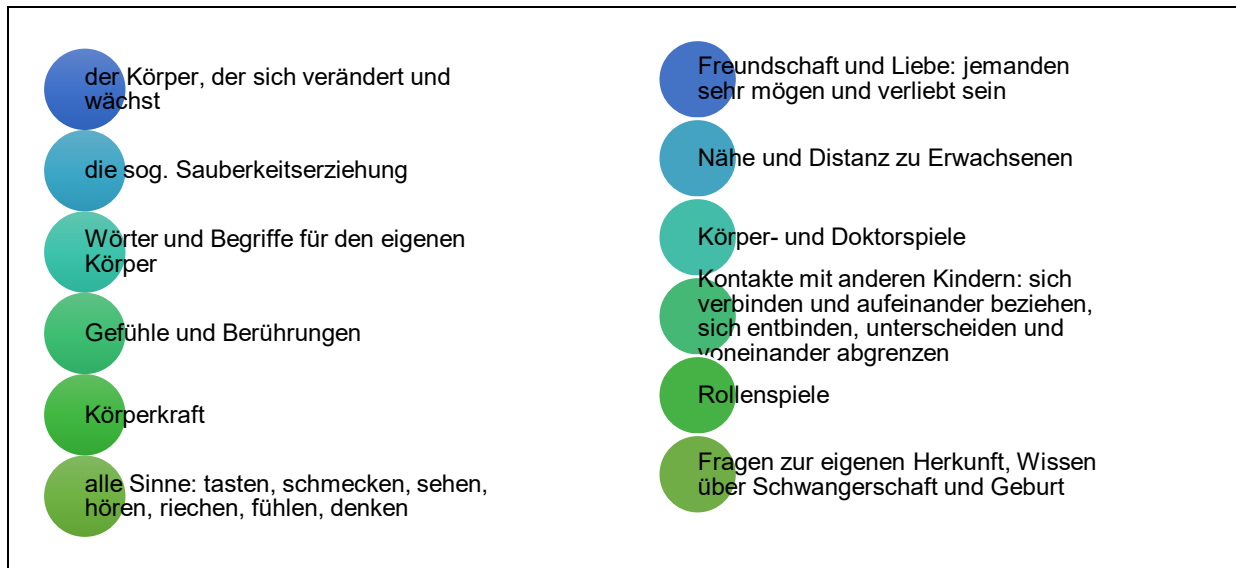 der Körper, der sich verändert und
wächst
die sog. Sauberkeitserziehung
Wörter und Begriffe für den eigenen
Körper
Gefühle und Berührungen
Körperkraft
alle Sinne: tasten, schmecken, sehen,
hören, riechen, fühlen, denken
Freundschaft und Liebe: jemanden
sehr mögen und verliebt sein
Nähe und Distanz zu Erwachsenen
Körper- und Doktorspiele
Kontakte mit anderen Kindern: sich
verbinden und aufeinander beziehen,
sich entbinden, unterscheiden und
voneinander abgrenzen
Rollenspiele
Fragen zur eigenen Herkunft, Wissen
über Schwangerschaft und Geburt